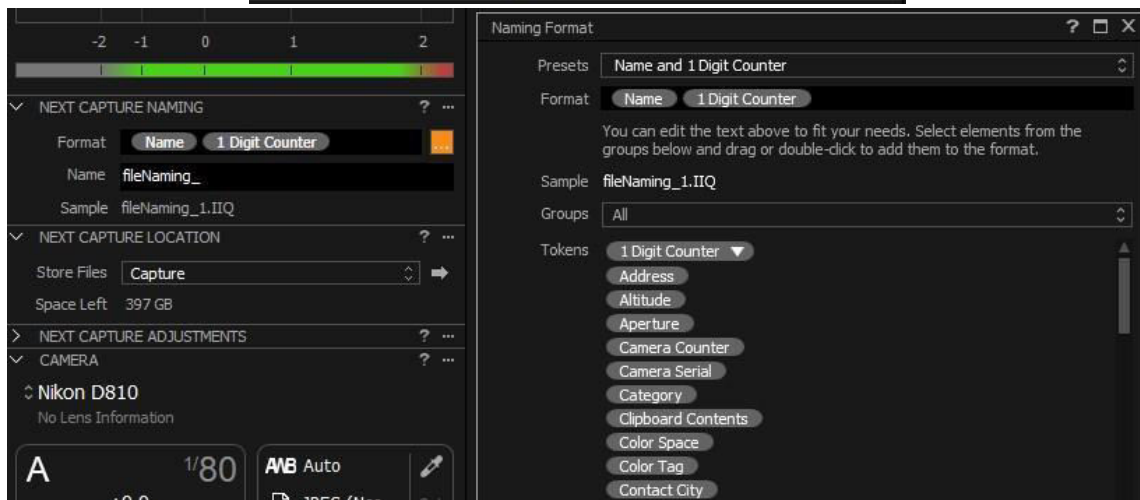 -2 -1 0 1 2
NEXT CAPTURE NAMING ? ...
Format Name 1 Digit Counter ...
Name fileNaming_
Sample fileNaming_1.IIQ
NEXT CAPTURE LOCATION ? ...
Store Files Capture
Space Left 397 GB
NEXT CAPTURE ADJUSTMENTS ? ...
CAMERA ? ...
Nikon D810
No Lens Information
A 1/80 AWB Auto
Naming Format ?
Presets Name and 1 Digit Counter
Format Name 1 Digit Counter
You can edit the text above to fit your needs. Select elements from the
groups below and drag or double-click to add them to the format.
Sample fileNaming_1.IIQ
Groups All
Tokens 1 Digit Counter
Address
Altitude
Aperture
Camera Counter
Camera Serial
Category
Clipboard Contents
Color Space
Color Tag
Contact City